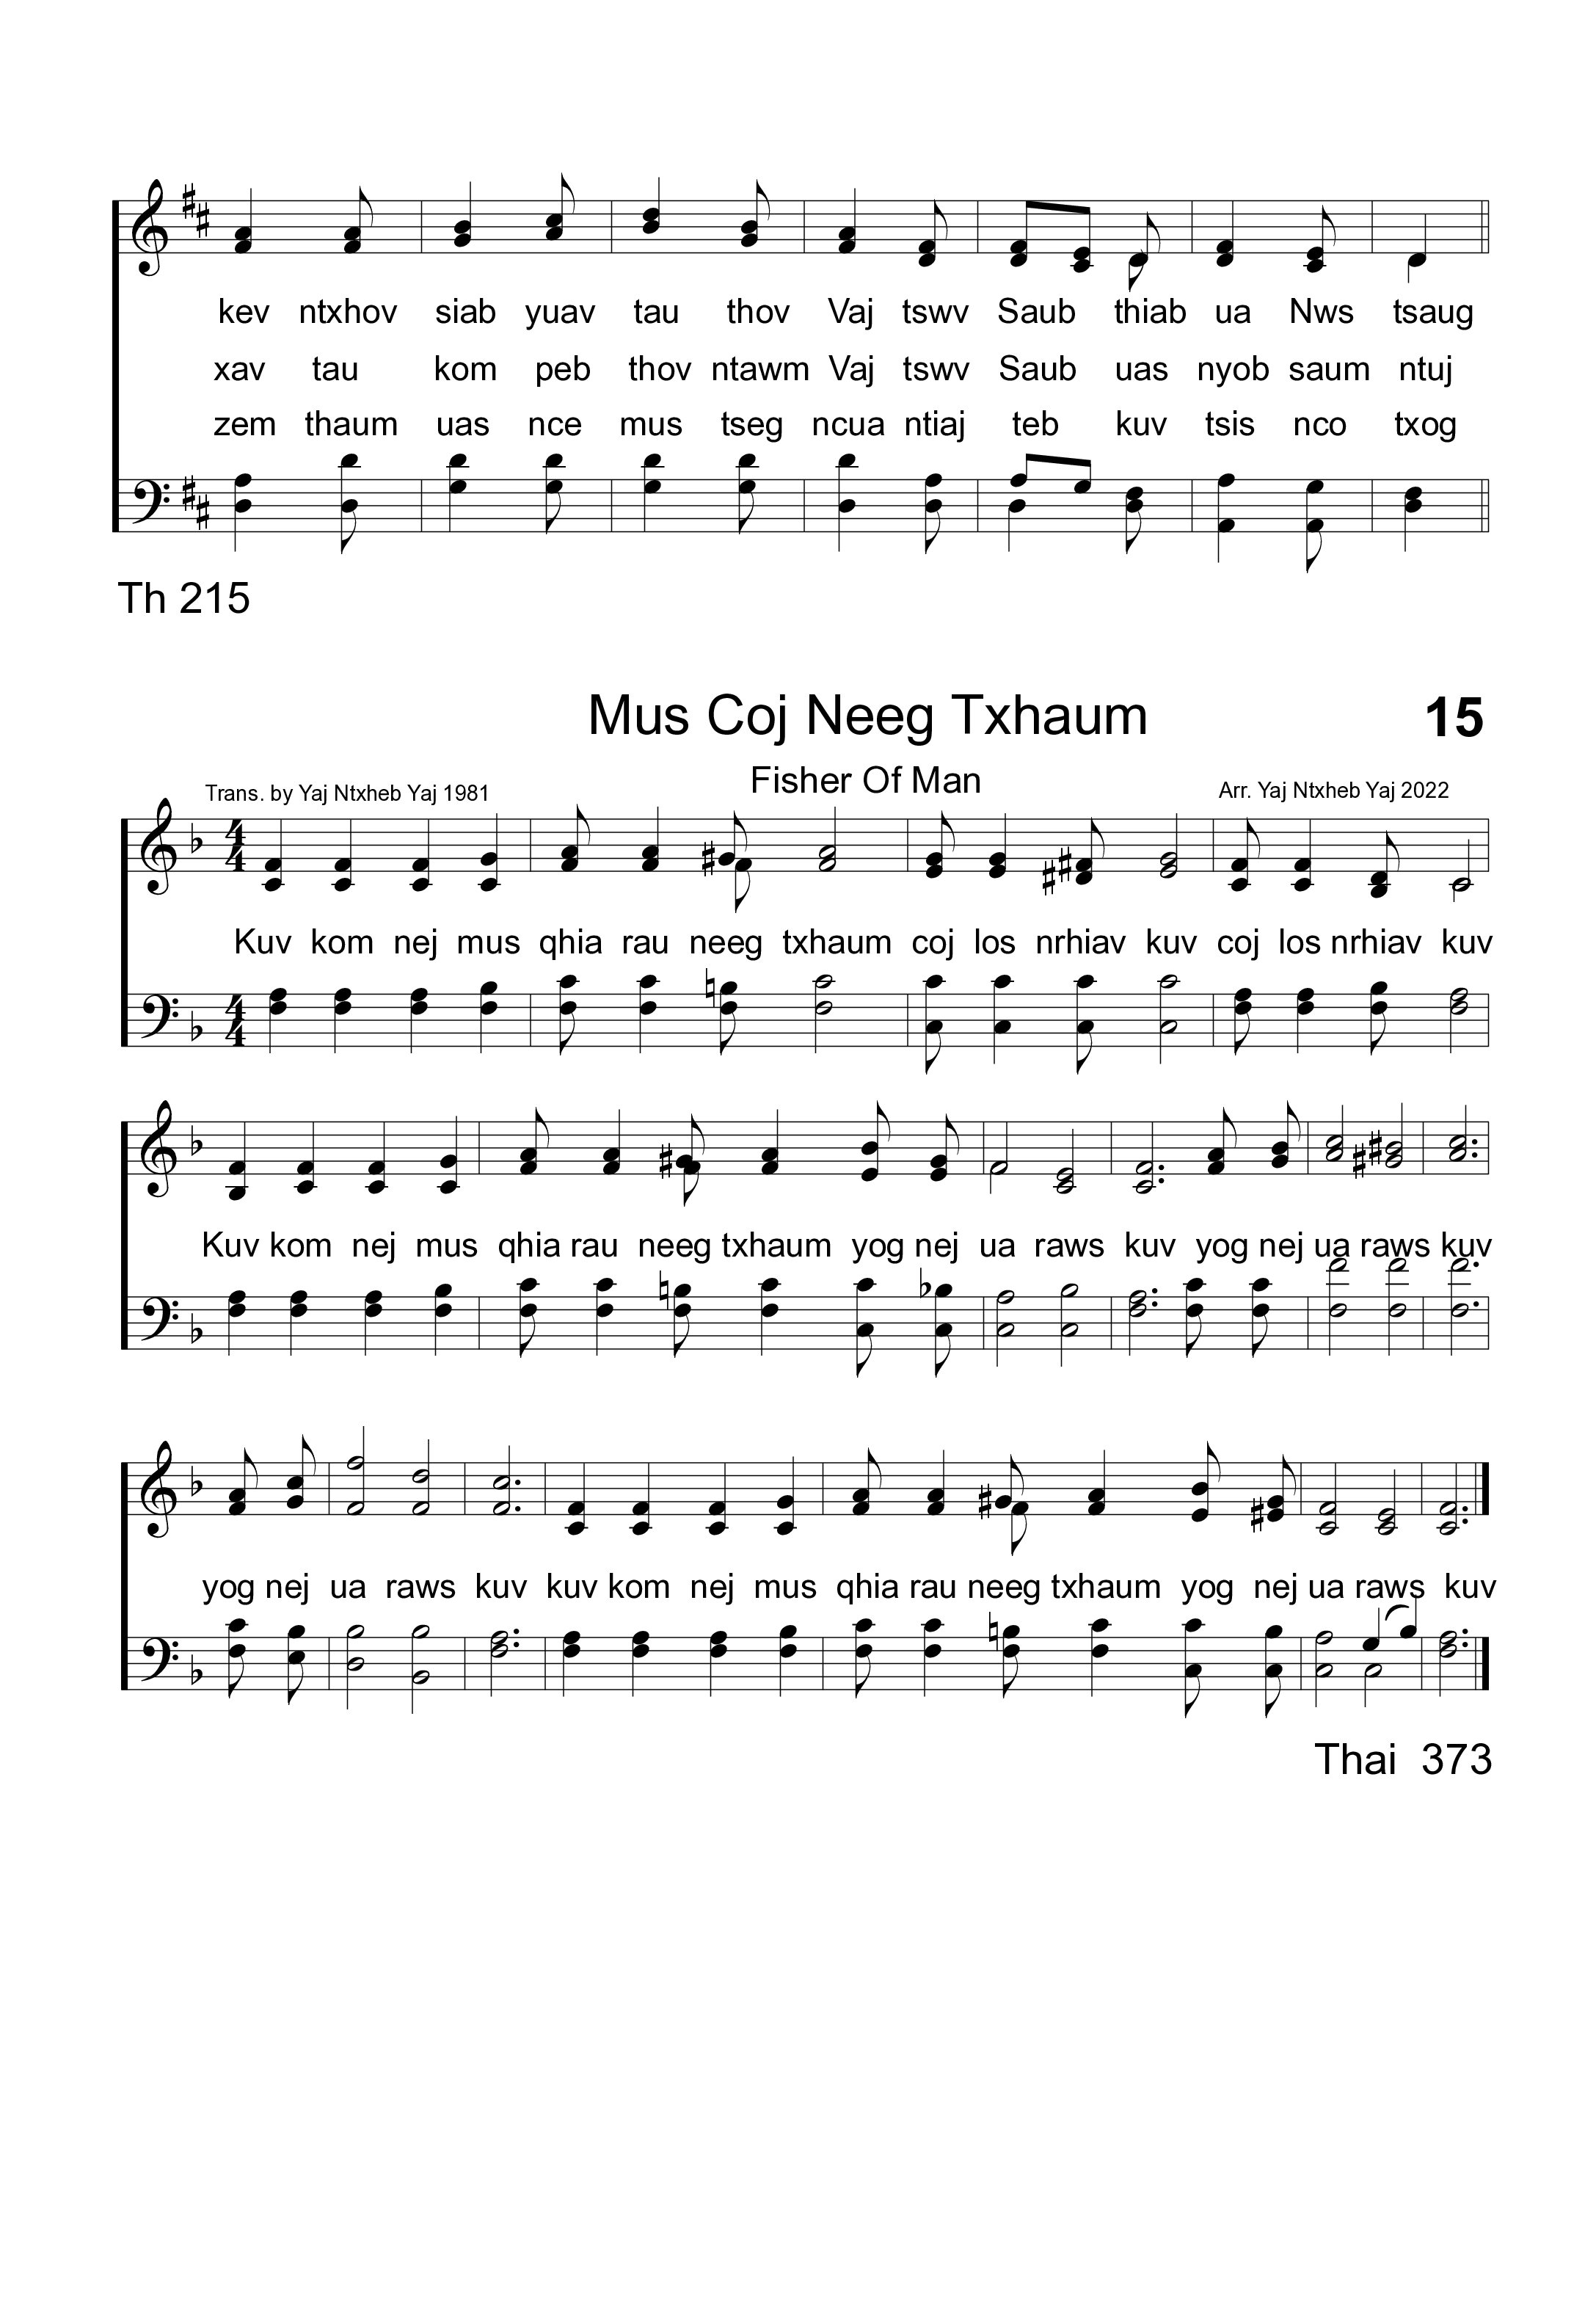 kev ntxhov siab yuav tau thov Vaj tswv Saub thiab ua Nws tsaug
xav tau kom peb thov ntawm Vaj tswv Saub uas nyob saum ntuj
zem thaum uas nce mus tseg ncua ntiaj teb kuv tsis nco txog
Th 215
Mus Coj Neeg Txhaum 15
Fisher Of Man
Trans. by Yaj Ntxheb Yaj 1981 Arr. Yaj Ntxheb Yaj 2022
4 4
Kuv kom nej mus qhia rau neeg txhaum coj los nrhiav kuv coj los nrhiav kuv
4 4
Kuv kom nej mus qhia rau neeg txhaum yog nej ua raws kuv yog nej ua raws kuv
yog nej ua raws kuv kuv kom nej mus qhia rau neeg txhaum yog nej ua raws kuv
Thai 373